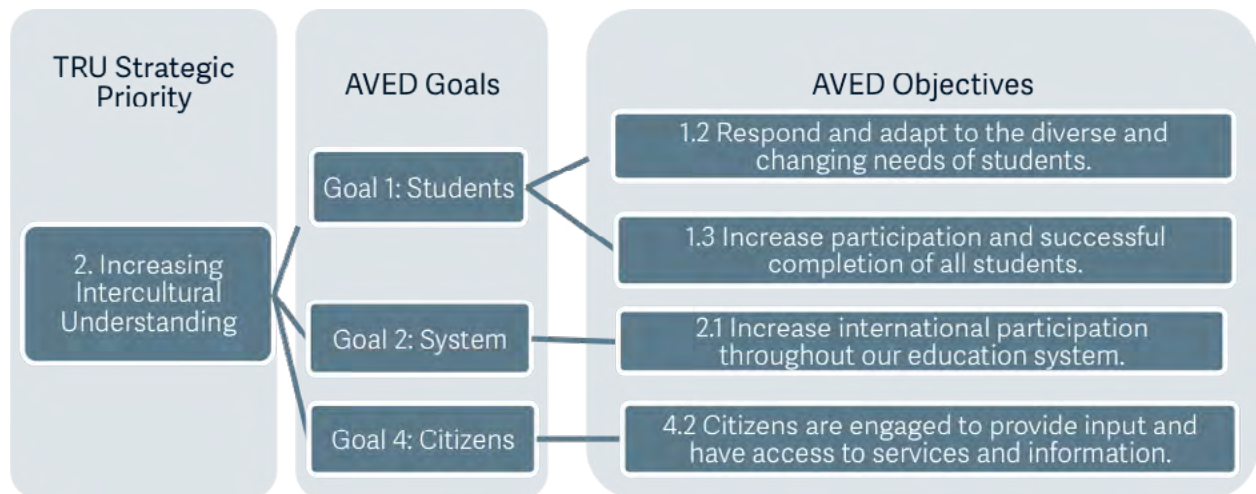 TRU Strategic
Priority
AVED Goals
AVED Objectives
2. Increasing
Intercultural
Understanding
Goal 1: Students
1.2 Respond and adapt to the diverse and
changing needs of students.
1.3 Increase participation and successful
completion of all students.
Goal 2: System
2.1 Increase international participation
throughout our education system.
Goal 4: Citizens
4.2 Citizens are engaged to provide input and
have access to services and information.